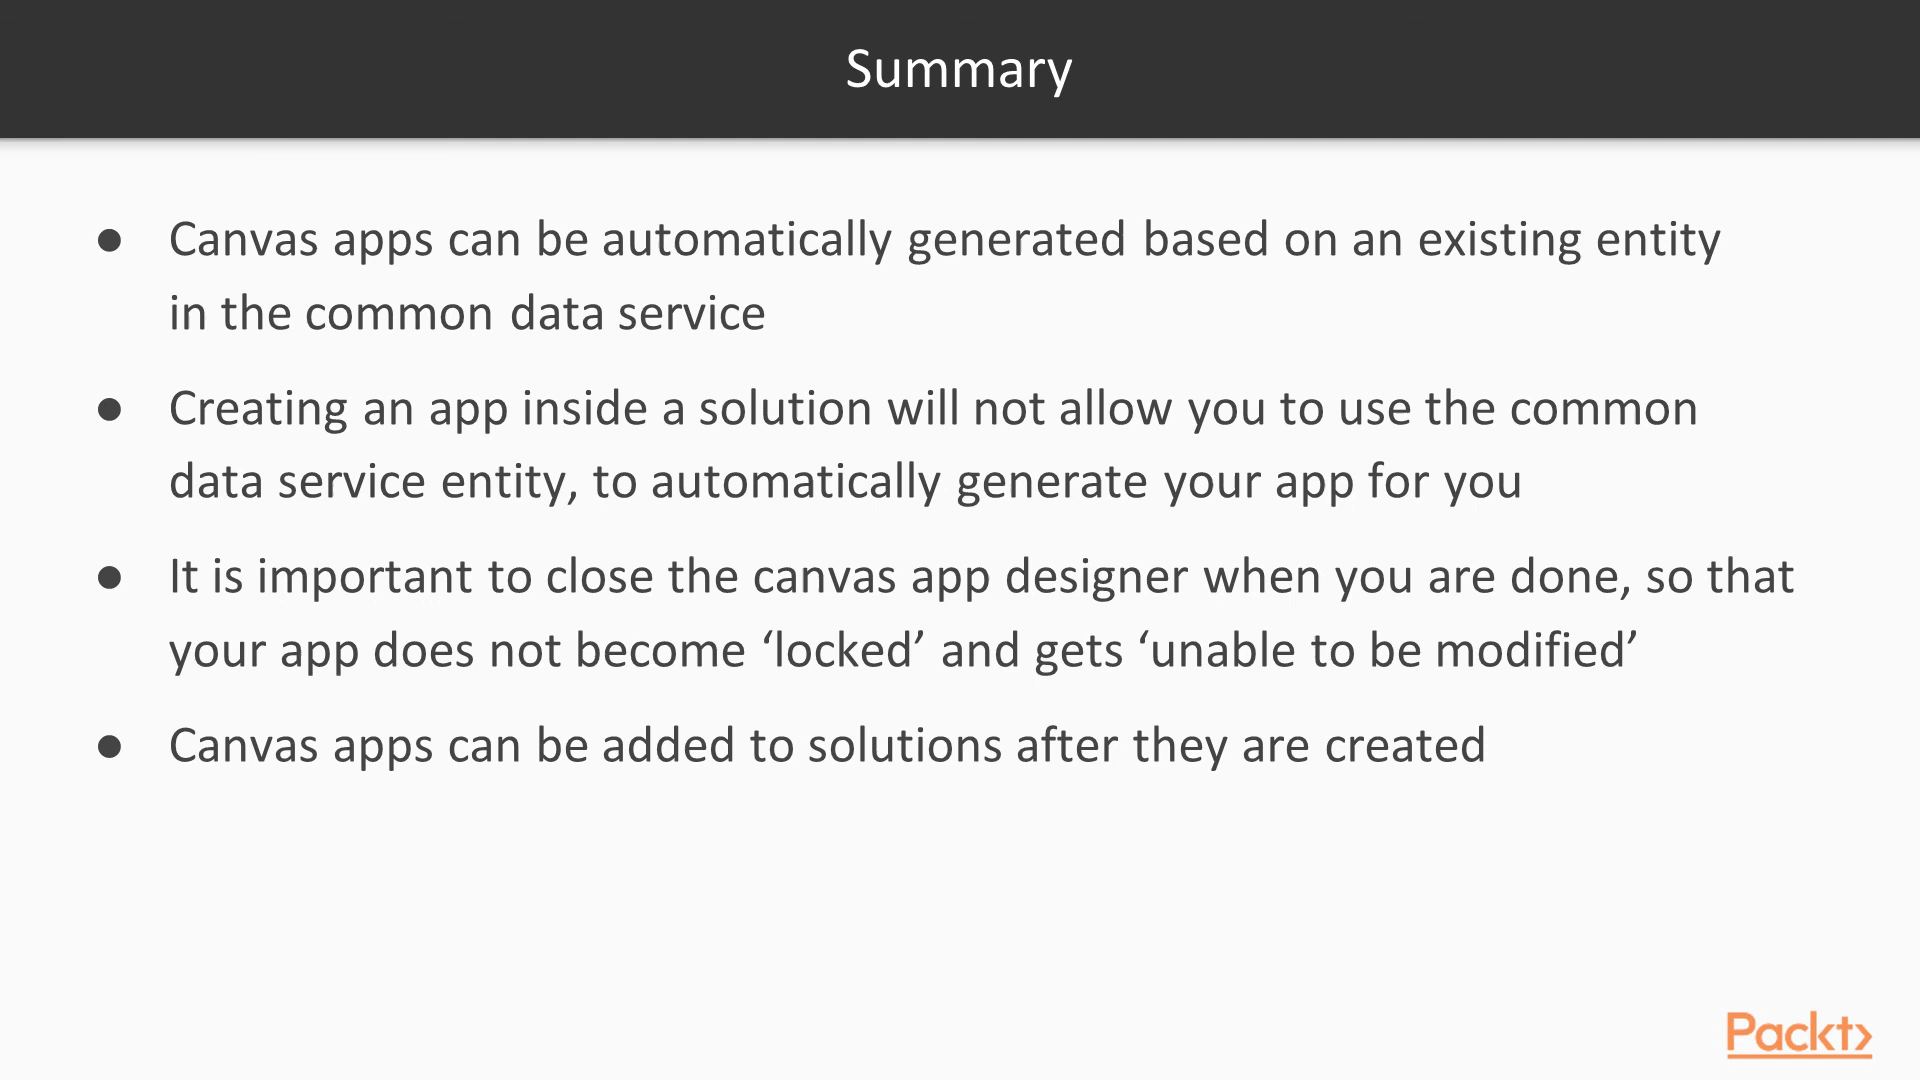 Summary
● Canvas apps can be automatically generated based on an existing entity
in the common data service
● Creating an app inside a solution will not allow you to use the common
data service entity, to automatically generate your app for you
● It is important to close the canvas app designer when you are done, so that
your app does not become ‘locked’ and gets ‘unable to be modified’
● Canvas apps can be added to solutions after they are created
Packt>